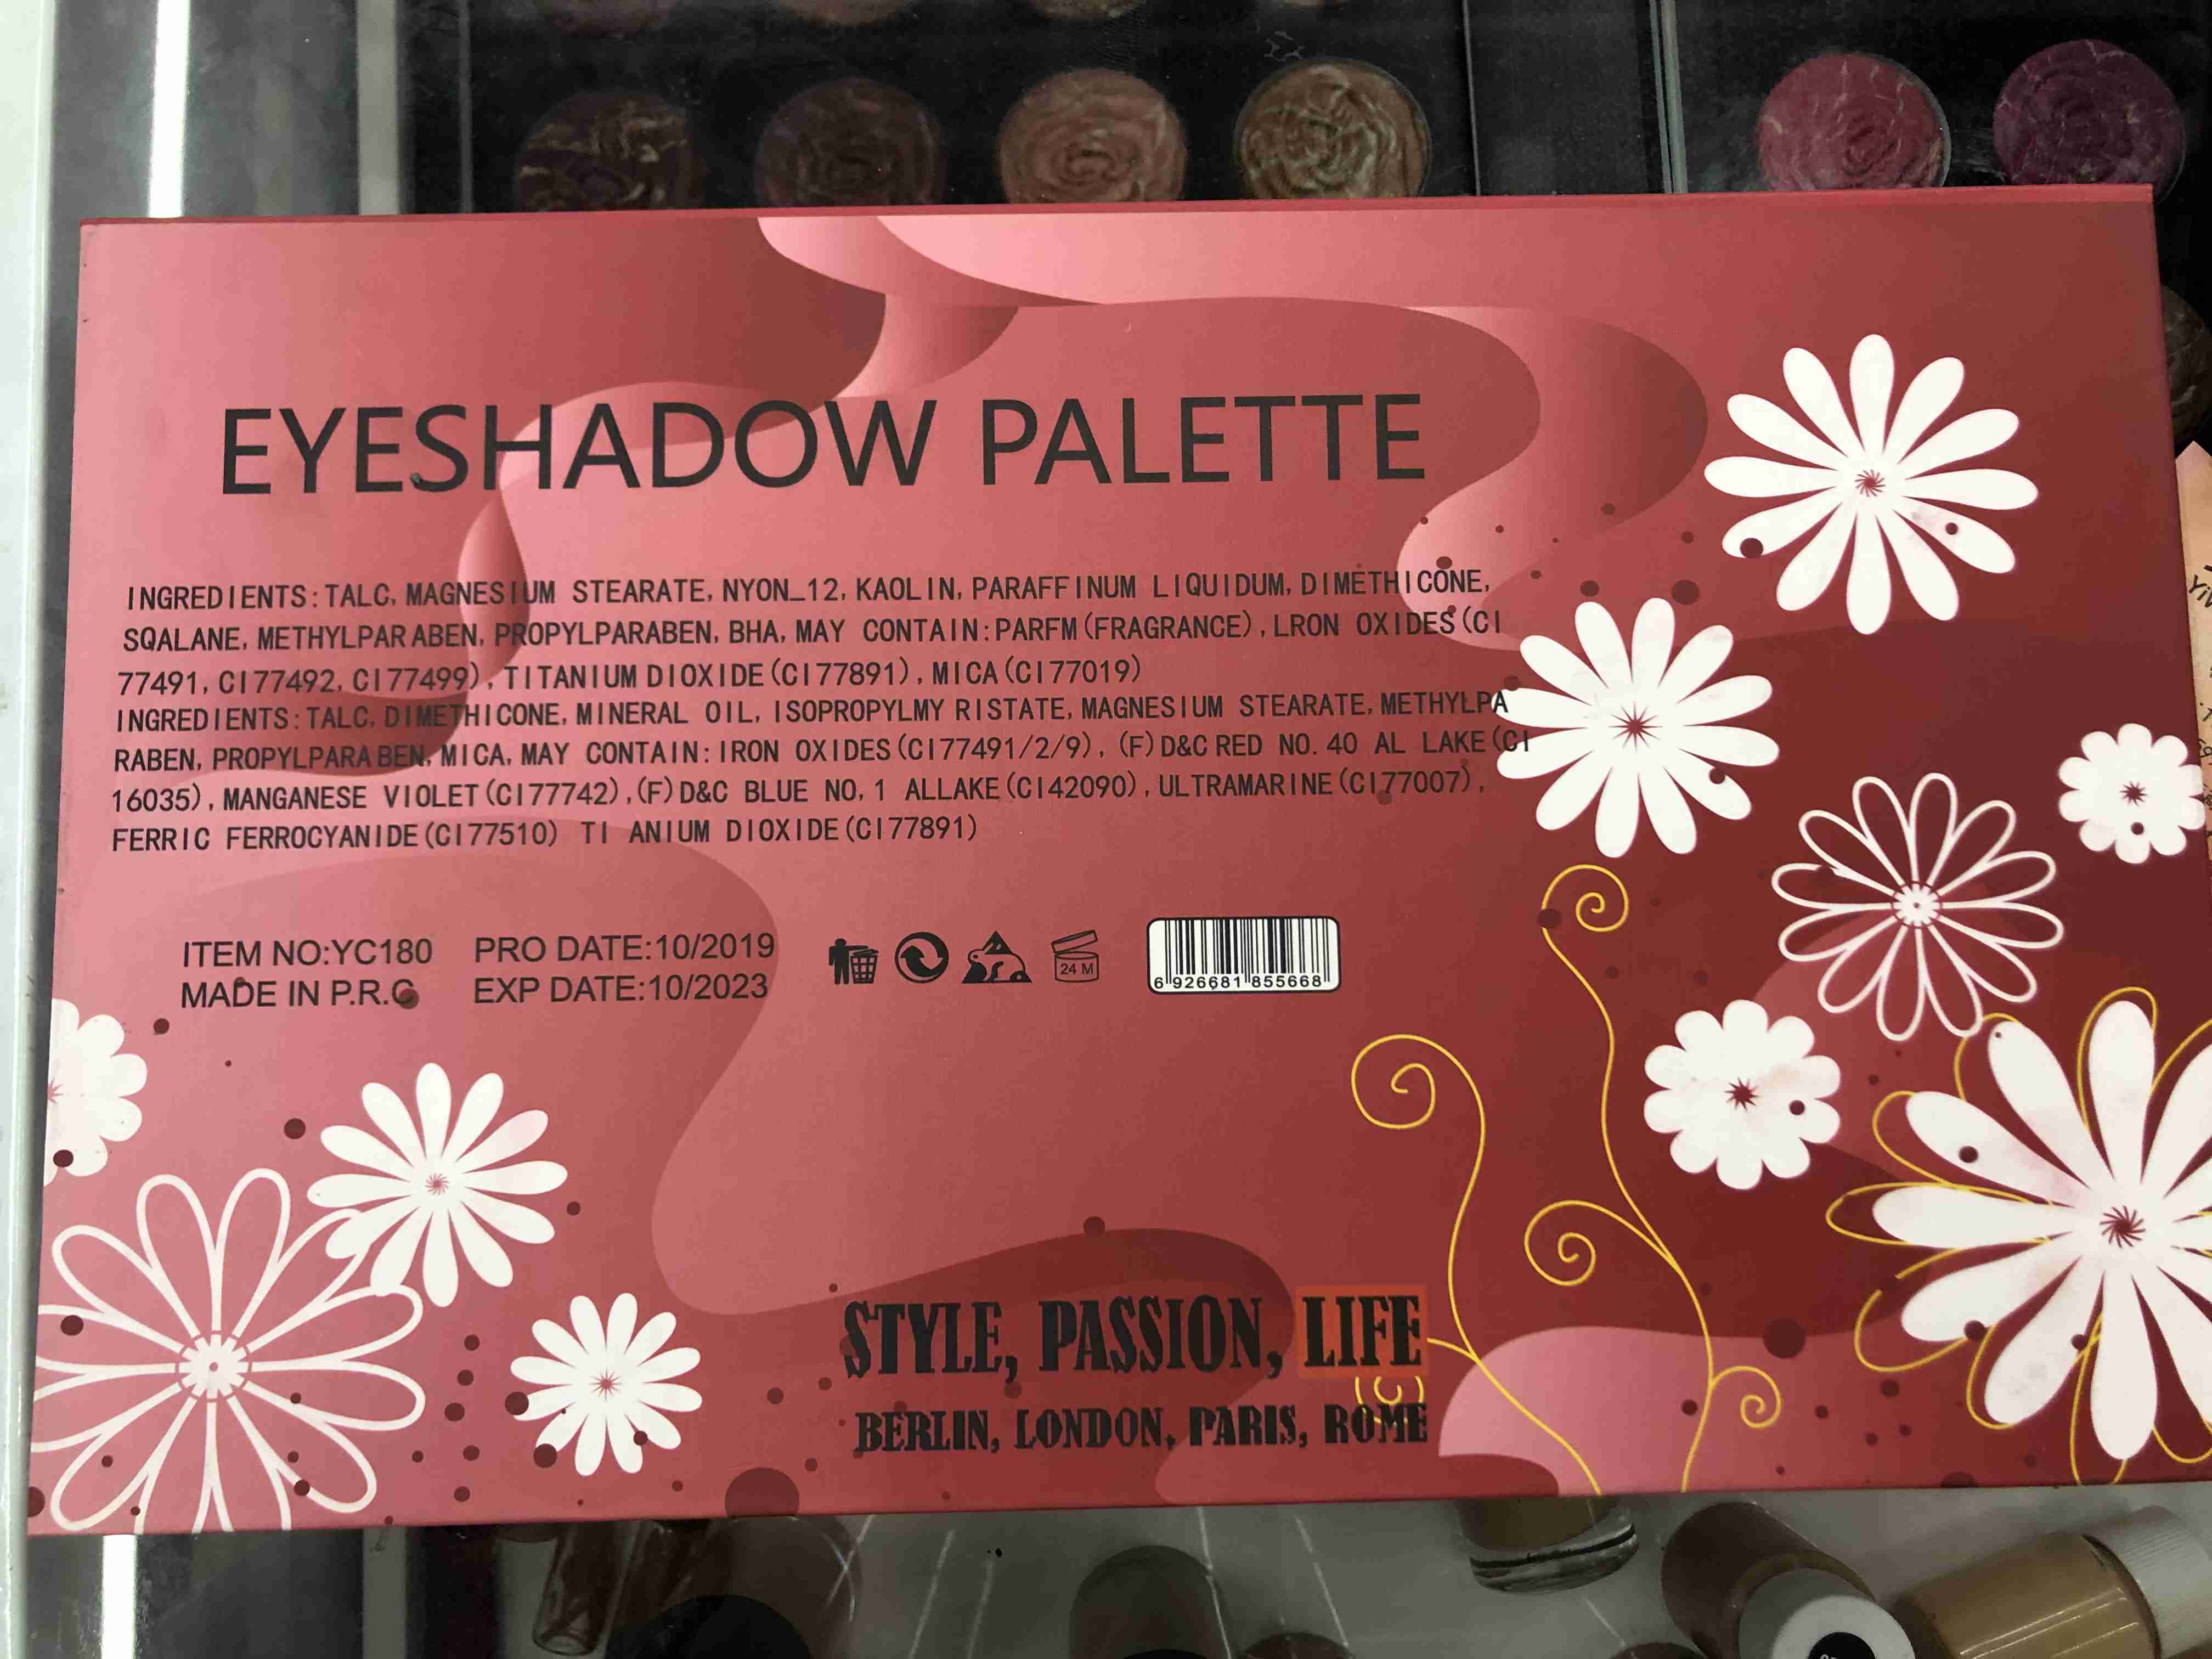 EYESHADOW PALETTE
INGREDIENTS:TALC, MAGNESIUM STEARATE, NYON_12, KAOLIN, PARAFFINUM LIQUIDUM, DIMETHICONE,
SQALANE, METHYLPAR ABEN, PROPYLPARABEN, BHA, MAY CONTAIN:PARFM(FRAGRANCE), LRON OXIDES(CI
77491, CI77492, CI77499), TITANIUM DIOXIDE(CI77891), MICA(CI77019)
INGREDIENTS:TALC, DIMETHICONE, MINERAL OIL, ISOPROPYLMY RISTATE, MAGNESIUM STEARATE, METHYLPA
RABEN, PROPYLPARA BEN, MICA, MAY CONTAIN:IRON OXIDES(CI77491/2/9), (F)D&C RED NO. 40 AL LAKE(CI
16035), MANGANESE VIOLET(CI77742),(F)D&C BLUE NO, 1 ALLAKE(CI42090), ULTRAMARINE(CI77007),
FERRIC FERROCYANIDE(CI77510) TI ANIUM DIOXIDE(CI77891)
ITEM NO:YC180 PRO DATE:10/2019
MADE IN P.R.C EXP DATE:10/2023
24 M
6 926681 855668
STYLE, PASSION, LIFE
BERLIN, LONDON, PARIS, ROME